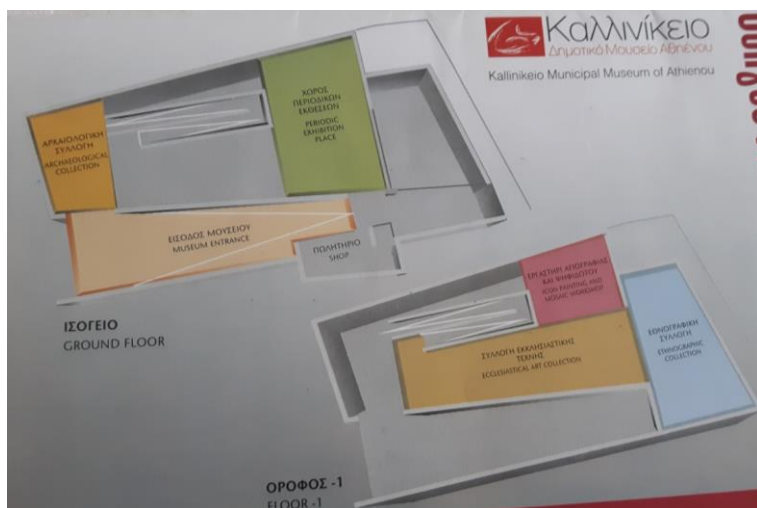 Καλλινίκειο
Δημοτικό Μουσείο Αθηένου
Kallinikeio Municipal Museum of Athienou
ΧΩΡΟΣ
ΠΕΡΙΟΔΙΚΩΝ
ΕΚΘΕΣΕΩΝ
PERIODIC
EXHIBITION
PLACE
ΑΡΧΑΙΟΛΟΓΙΚΗ
ΣΥΛΛΟΓΗ
ARCHAEOLOGICAL
COLLECTION
ΕΙΣΟΔΟΣ ΜΟΥΣΕΙΟΥ
MUSEUM ENTRANCE
ΠΩΛΗΤΗΡΙΟ
SHOP
ΙΣΟΓΕΙΟ
GROUND FLOOR
ΕΡΓΑΣΤΗΡΙ ΑΓΙΟΓΡΑΦΙΑΣ
ΚΑΙ ΨΗΦΙΔΩΤΟΥ
ICON PAINTING AND
MOSAIC WORKSHOP
ΕΘΝΟΓΡΑΦΙΚΗ
ΣΥΛΛΟΓΗ
ETHNOGRAPHIC
COLLECTION
ΣΥΛΛΟΓΗ ΕΚΚΛΗΣΙΑΣΤΙΚΗΣ
ΤΕΧΝΗΣ
ECCLESIASTICAL ART COLLECTION
ΟΡΟΦΟΣ -1
FLOOR -1